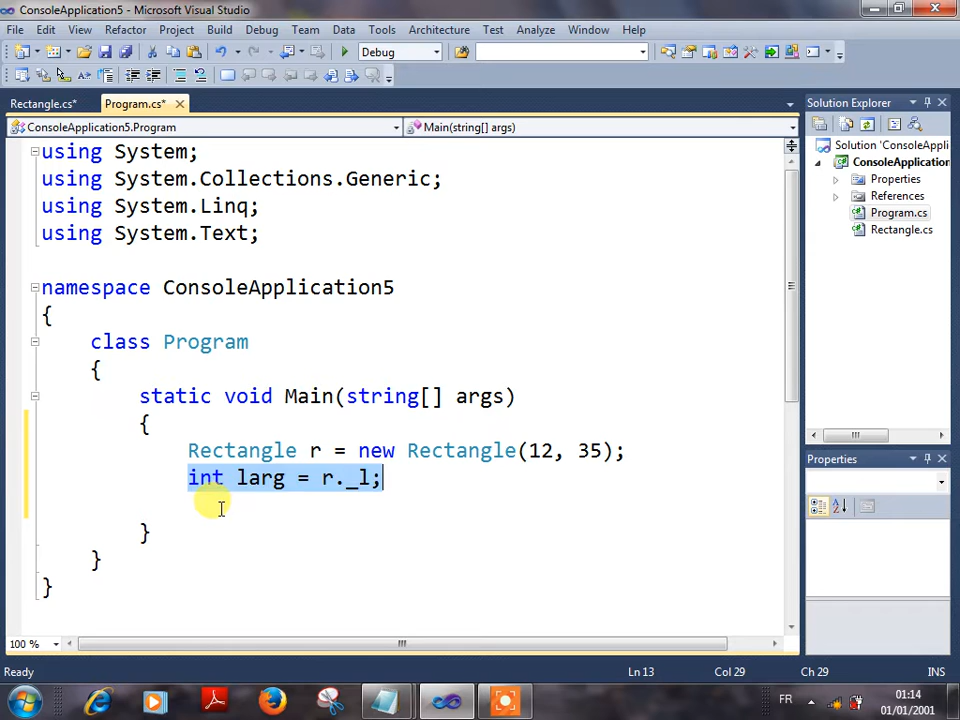 ConsoleApplication5 - Microsoft Visual Studio
File Edit View Refactor Project Build Debug Team Data Tools Architecture Test Analyze Window Help
Debug
Rectangle.cs* Program.cs*
Solution Explorer
ConsoleApplication5.Program
Main(string[] args)
using System;
using System.Collections.Generic;
using System.Linq;
using System.Text;
namespace ConsoleApplication5
{
class Program
{
static void Main(string[] args)
{
Rectangle r = new Rectangle(12, 35);
int larg = r._l;
}
}
}
Solution 'ConsoleAppli
ConsoleApplication
Properties
References
Program.cs
Rectangle.cs
Properties
100 %
Ready
Ln 13
Col 29
Ch 29
INS
FR
01:14
01/01/2001